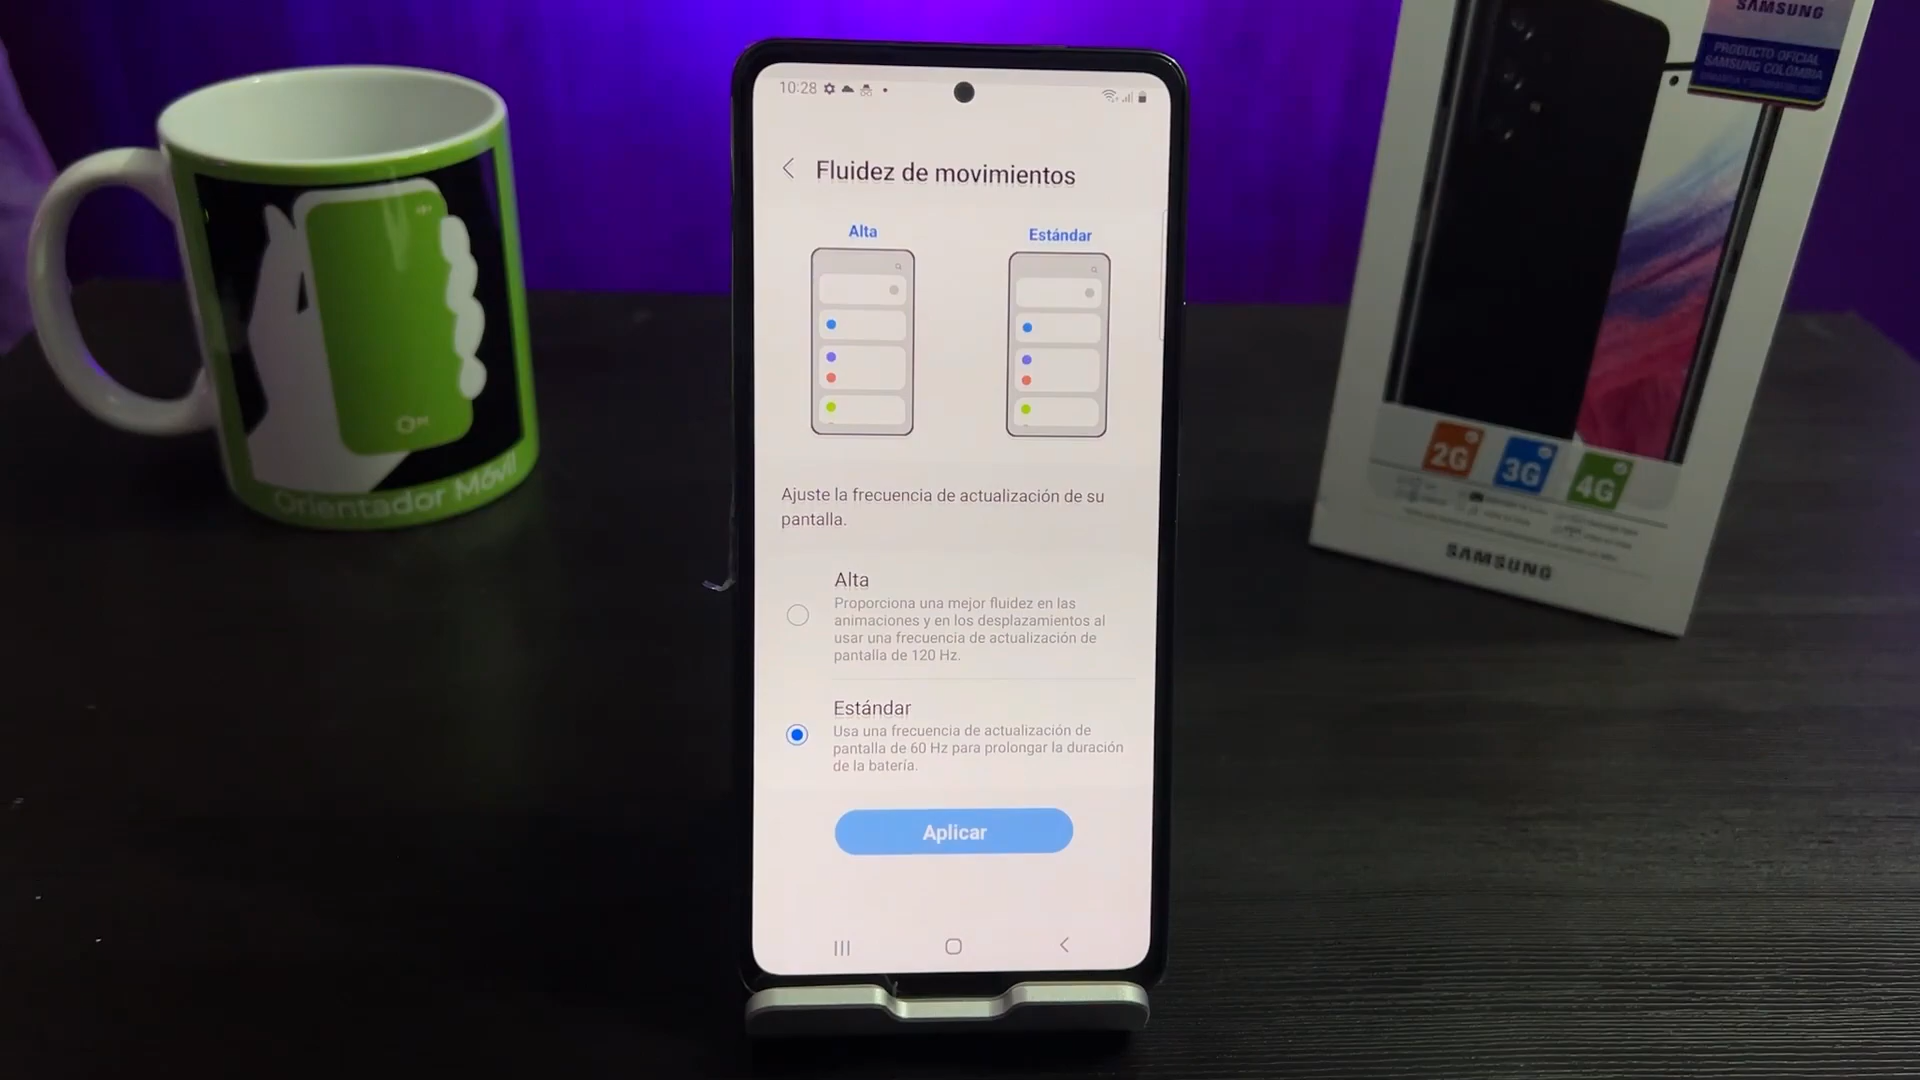 10:28
Fluidez de movimientos
Alta
Estándar
Ajuste la frecuencia de actualización de su
pantalla.
Alta
Proporciona una mejor fluidez en las
animaciones y en los desplazamientos al
usar una frecuencia de actualización de
pantalla de 120 Hz.
Estándar
Usa una frecuencia de actualización de
pantalla de 60 Hz para prolongar la duración
de la batería.
Aplicar
Orientador Móvil
SAMSUNG
PRODUCTO OFICIAL
SAMSUNG COLOMBIA
2G
3G
4G
SAMSUNG